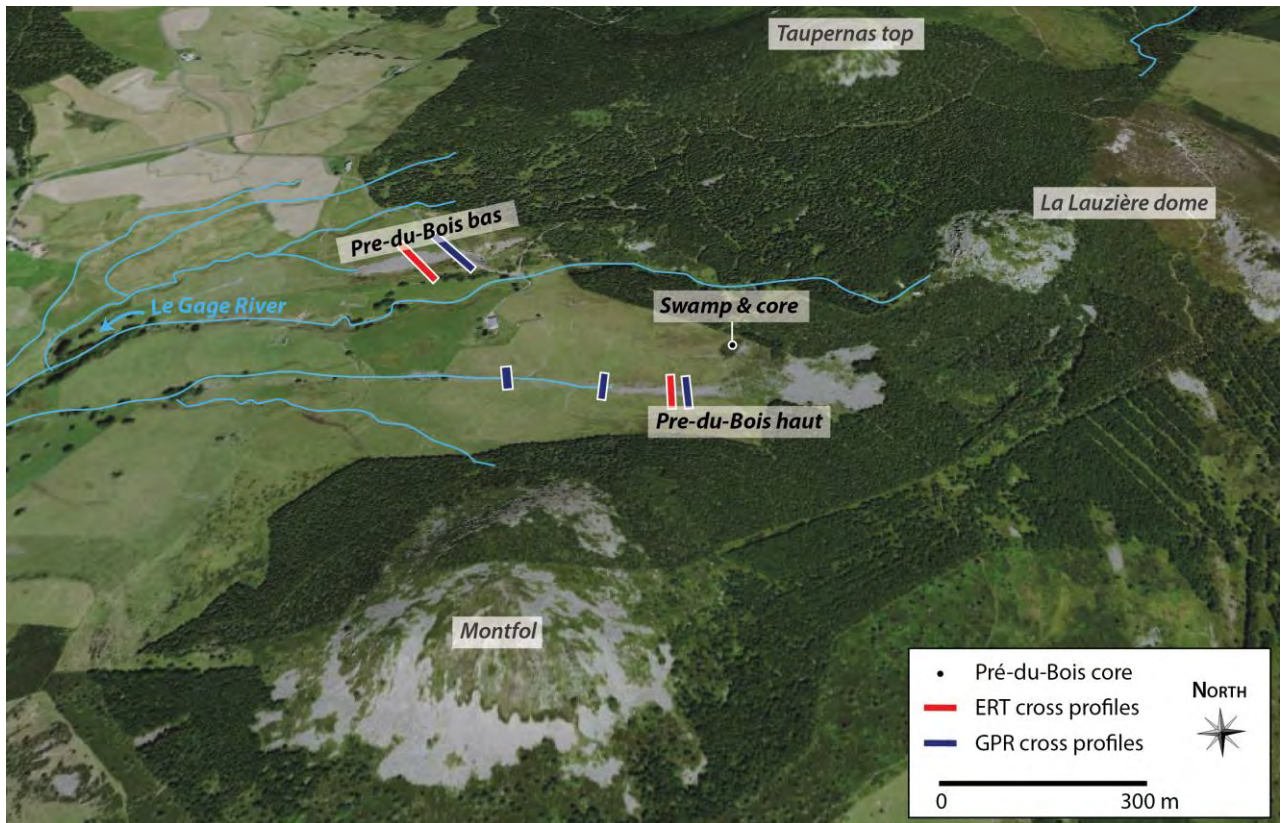 Taupernas top
La Lauzière dome
Pre-du-Bois bas
Le Gage River
Swamp & core
Pre-du-Bois haut
Montfol
Pré-du-Bois core
ERT cross profiles
GPR cross profiles
NORTH
0 300 m